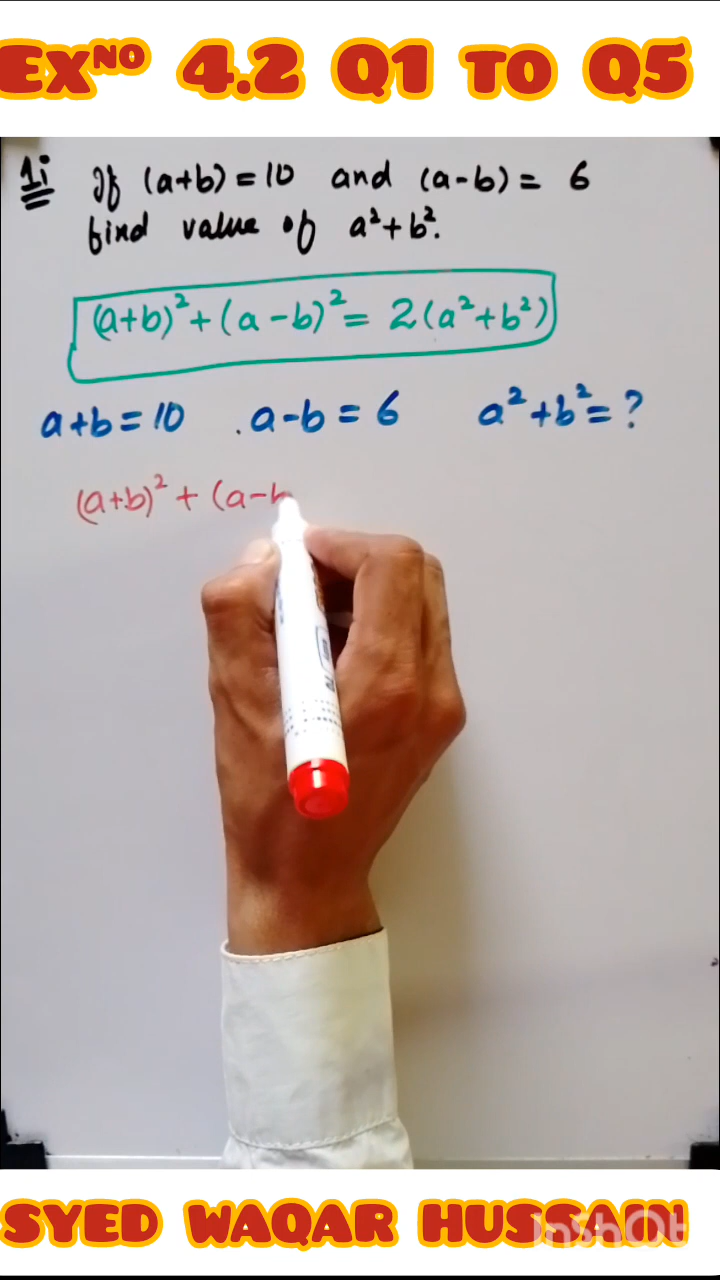 EXᴺᴼ 4.2 Q1 TO Q5
1i If (a+b) = 10 and (a-b) = 6
find value of a²+b².
(a+b)²+(a-b)²= 2(a²+b²)
a+b=10 . a-b = 6 a²+b²=?
(a+b)² + (a-b
SYED WAQAR HUSSAIN
InShOt